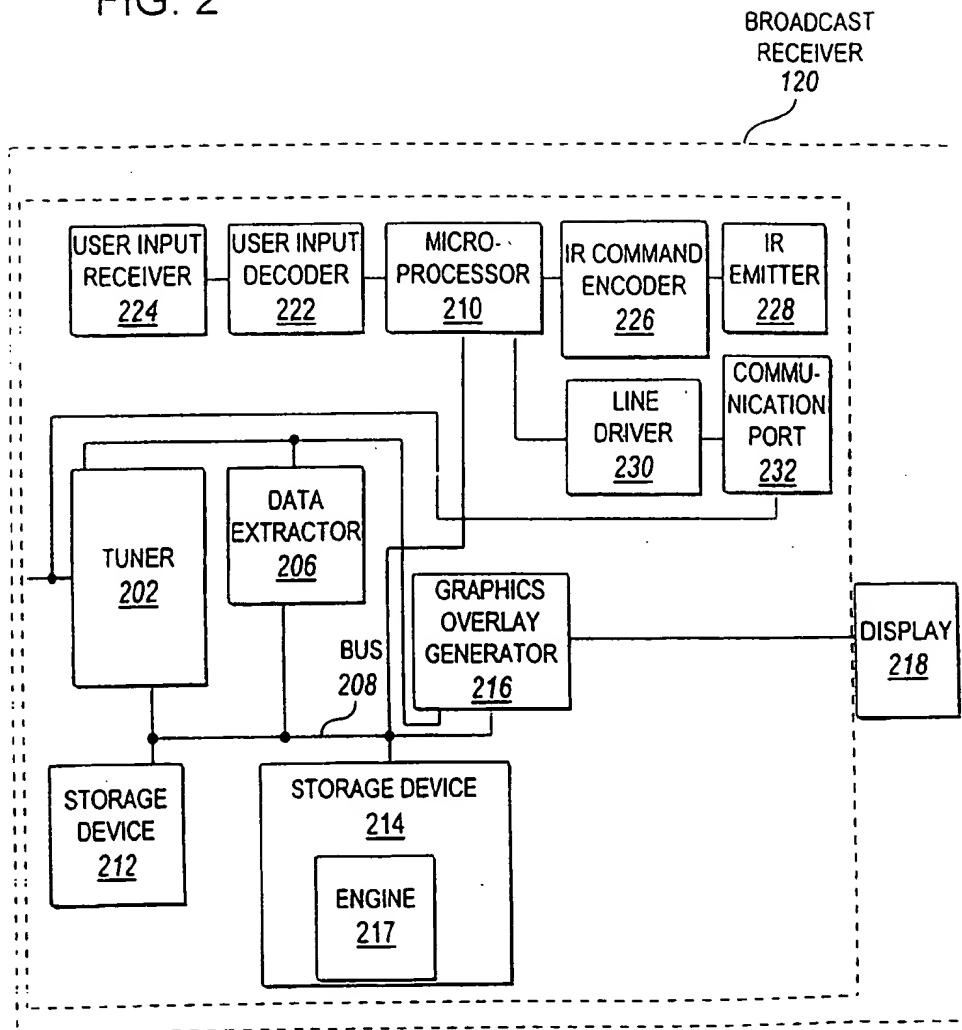 FIG. 2
BROADCAST
RECEIVER
120
USER INPUT
RECEIVER
224
USER INPUT
DECODER
222
MICRO-
PROCESSOR
210
IR COMMAND
ENCODER
226
IR
EMITTER
228
LINE
DRIVER
230
COMMU-
NICATION
PORT
232
TUNER
202
DATA
EXTRACTOR
206
GRAPHICS
OVERLAY
GENERATOR
216
DISPLAY
218
BUS
208
STORAGE
DEVICE
212
STORAGE DEVICE
214
ENGINE
217